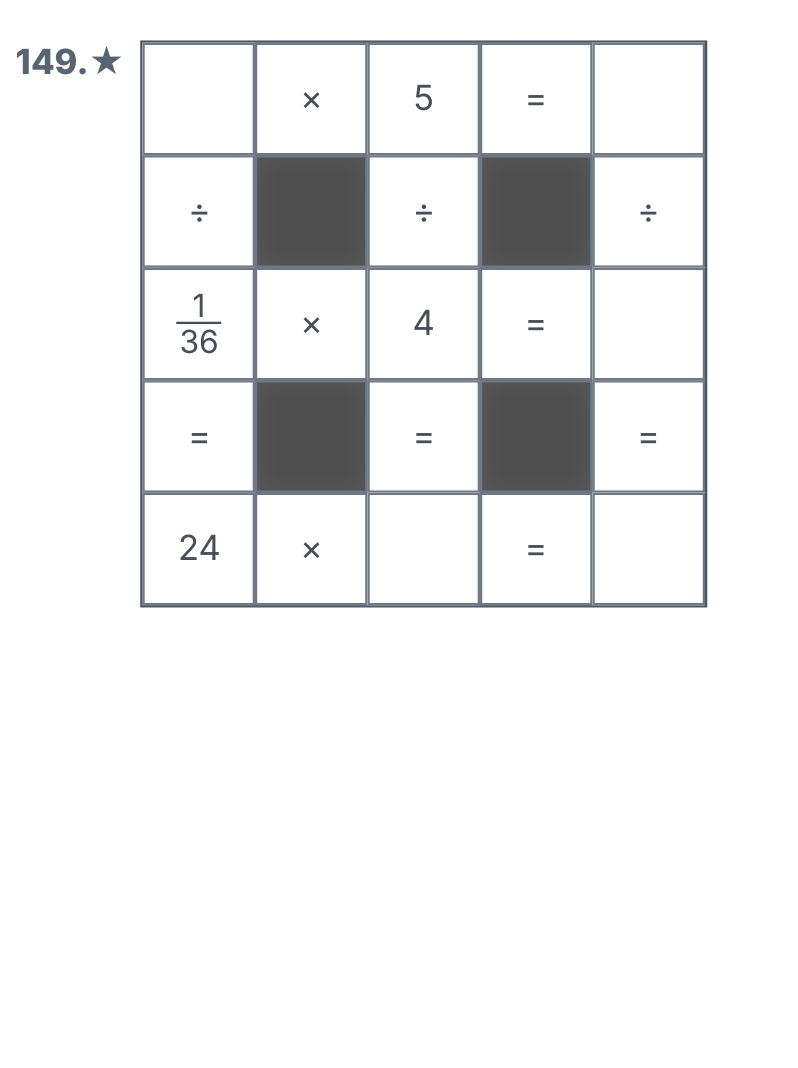 149.★
× 5 =
÷ ÷ ÷
1/36 × 4 =
= = =
24 × =